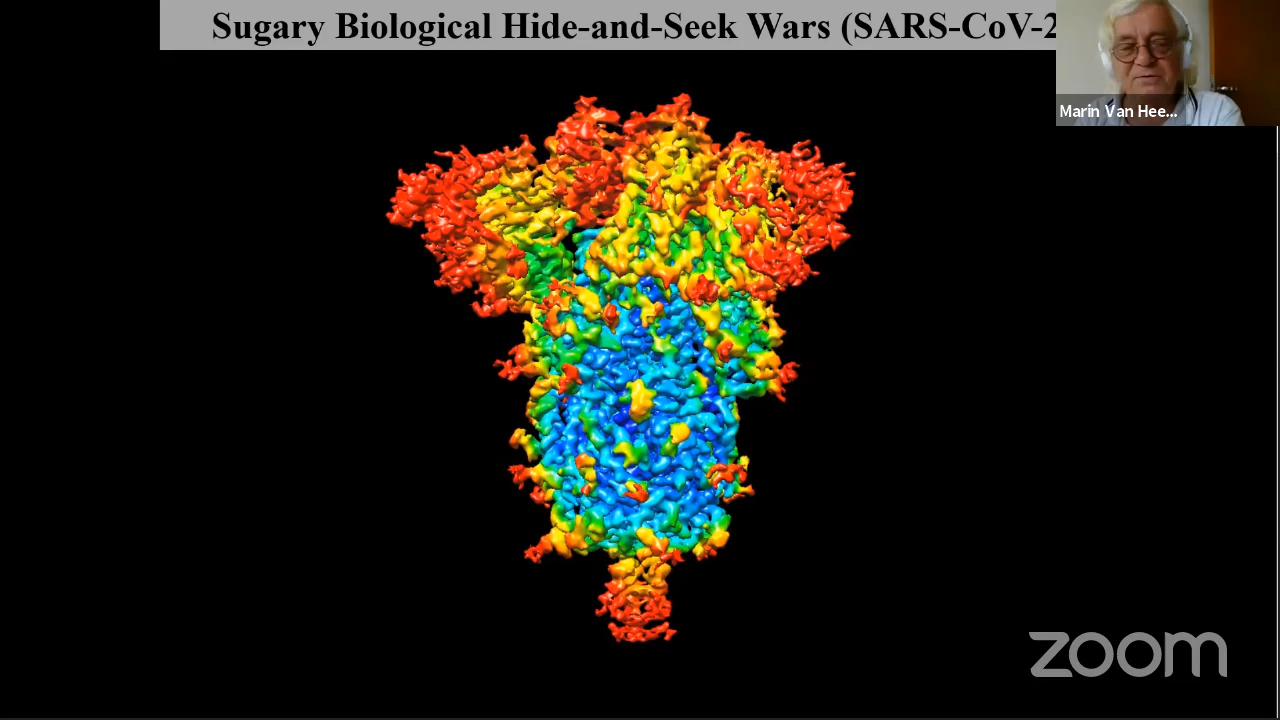 Sugary Biological Hide-and-Seek Wars (SARS-CoV-2
Marin Van Hee...
zoom